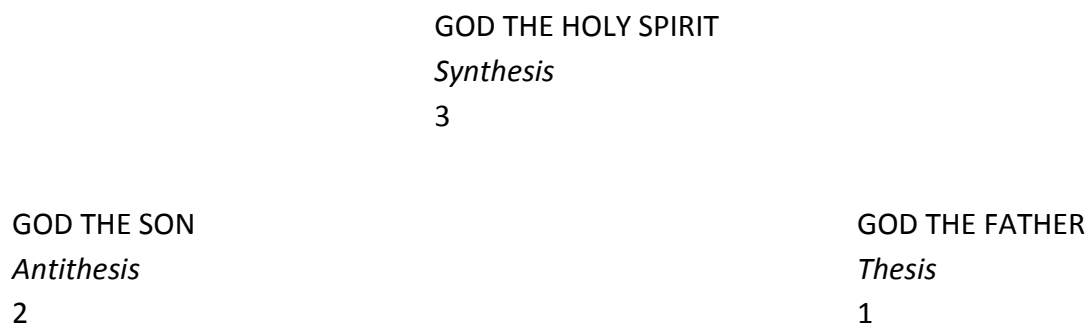 GOD THE HOLY SPIRIT
Synthesis
3
GOD THE SON
Antithesis
2
GOD THE FATHER
Thesis
1